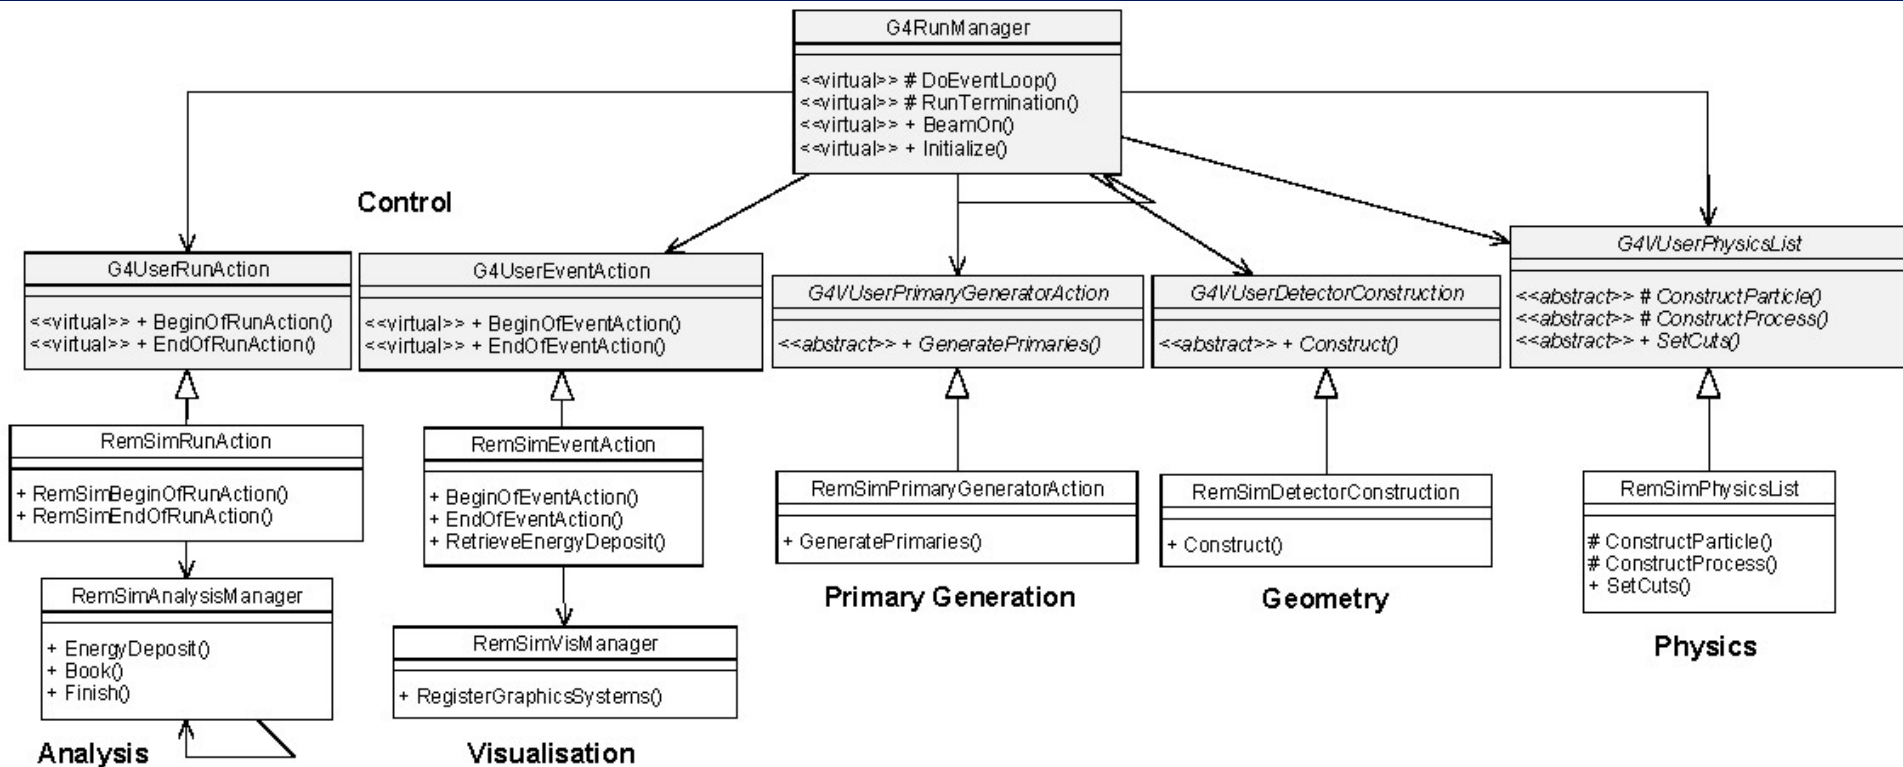 G4RunManager
<<virtual>> # DoEventLoop()
<<virtual>> # RunTermination()
<<virtual>> + BeamOn()
<<virtual>> + Initialize()
Control
G4UserRunAction
<<virtual>> + BeginOfRunAction()
<<virtual>> + EndOfRunAction()
G4UserEventAction
<<virtual>> + BeginOfEventAction()
<<virtual>> + EndOfEventAction()
G4VUserPrimaryGeneratorAction
<<abstract>> + GeneratePrimaries()
G4VUserDetectorConstruction
<<abstract>> + Construct()
G4VUserPhysicsList
<<abstract>> # ConstructParticle()
<<abstract>> # ConstructProcess()
<<abstract>> + SetCuts()
RemSimRunAction
+ RemSimBeginOfRunAction()
+ RemSimEndOfRunAction()
RemSimEventAction
+ BeginOfEventAction()
+ EndOfEventAction()
+ RetrieveEnergyDeposit()
RemSimPrimaryGeneratorAction
+ GeneratePrimaries()
RemSimDetectorConstruction
+ Construct()
RemSimPhysicsList
# ConstructParticle()
# ConstructProcess()
+ SetCuts()
Primary Generation
Geometry
Physics
RemSimAnalysisManager
+ EnergyDeposit()
+ Book()
+ Finish()
RemSimVisManager
+ RegisterGraphicsSystems()
Analysis
Visualisation